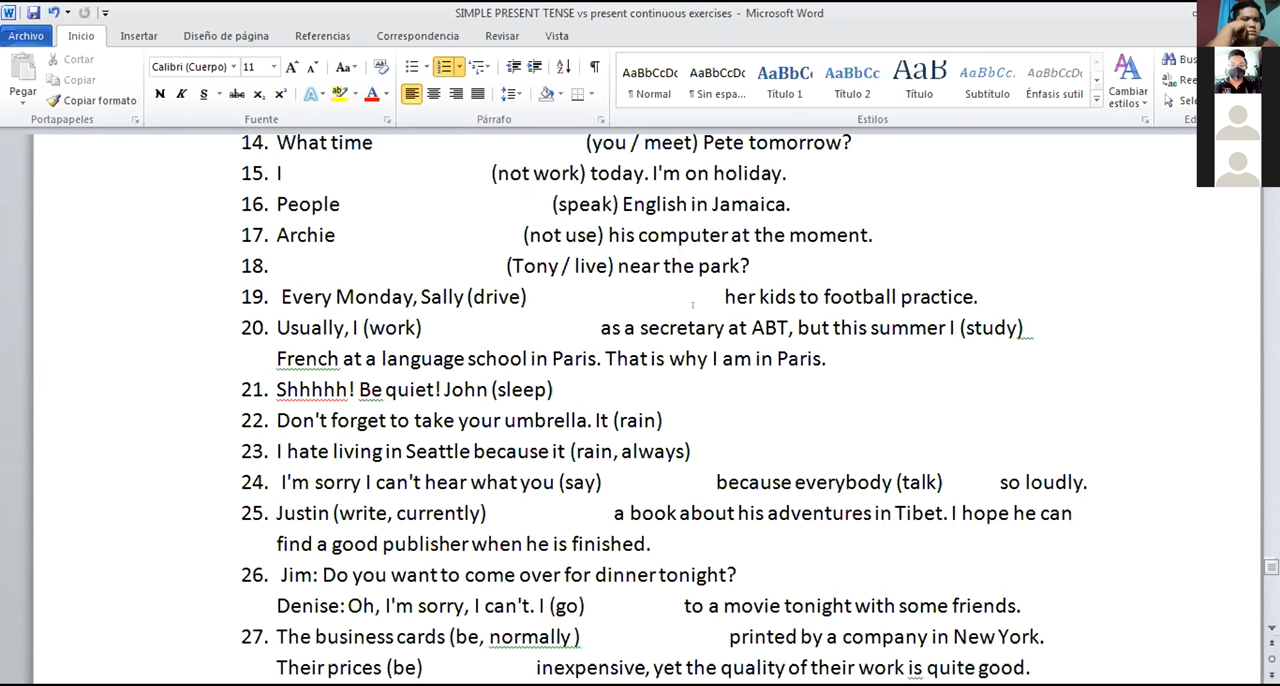 SIMPLE PRESENT TENSE vs present continuous exercises - Microsoft Word
Archivo Inicio Insertar Diseño de página Referencias Correspondencia Revisar Vista
Cortar
Copiar
Copiar formato
Pegar
Portapapeles
Calibri (Cuerpo) 11
N K S abc x₂ x²
Fuente
Párrafo
AaBbCcDc AaBbCcDc AaBbC AaBbCc AaB AaBbCc. AaBbCcDc
¶ Normal ¶ Sin espa... Título 1 Título 2 Título Subtítulo Énfasis sutil
Estilos
Cambiar estilos
14. What time (you / meet) Pete tomorrow?
15. I (not work) today. I'm on holiday.
16. People (speak) English in Jamaica.
17. Archie (not use) his computer at the moment.
18. (Tony / live) near the park?
19. Every Monday, Sally (drive) her kids to football practice.
20. Usually, I (work) as a secretary at ABT, but this summer I (study)
French at a language school in Paris. That is why I am in Paris.
21. Shhhhh! Be quiet! John (sleep)
22. Don't forget to take your umbrella. It (rain)
23. I hate living in Seattle because it (rain, always)
24. I'm sorry I can't hear what you (say) because everybody (talk) so loudly.
25. Justin (write, currently) a book about his adventures in Tibet. I hope he can
find a good publisher when he is finished.
26. Jim: Do you want to come over for dinner tonight?
Denise: Oh, I'm sorry, I can't. I (go) to a movie tonight with some friends.
27. The business cards (be, normally ) printed by a company in New York.
Their prices (be) inexpensive, yet the quality of their work is quite good.